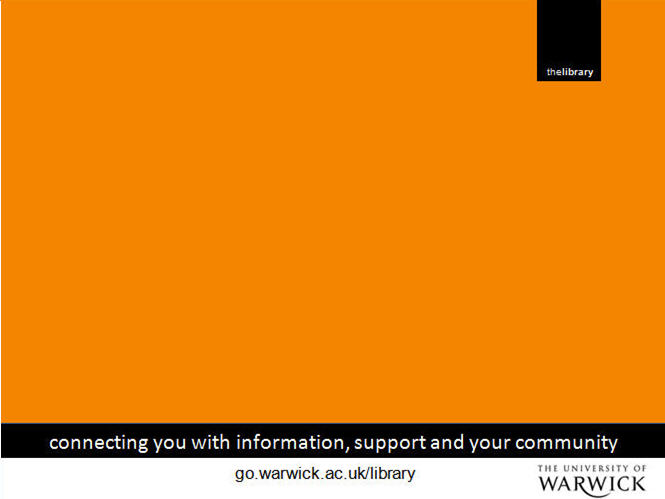 thelibrary
connecting you with information, support and your community
go.warwick.ac.uk/library
THE UNIVERSITY OF
WARWICK